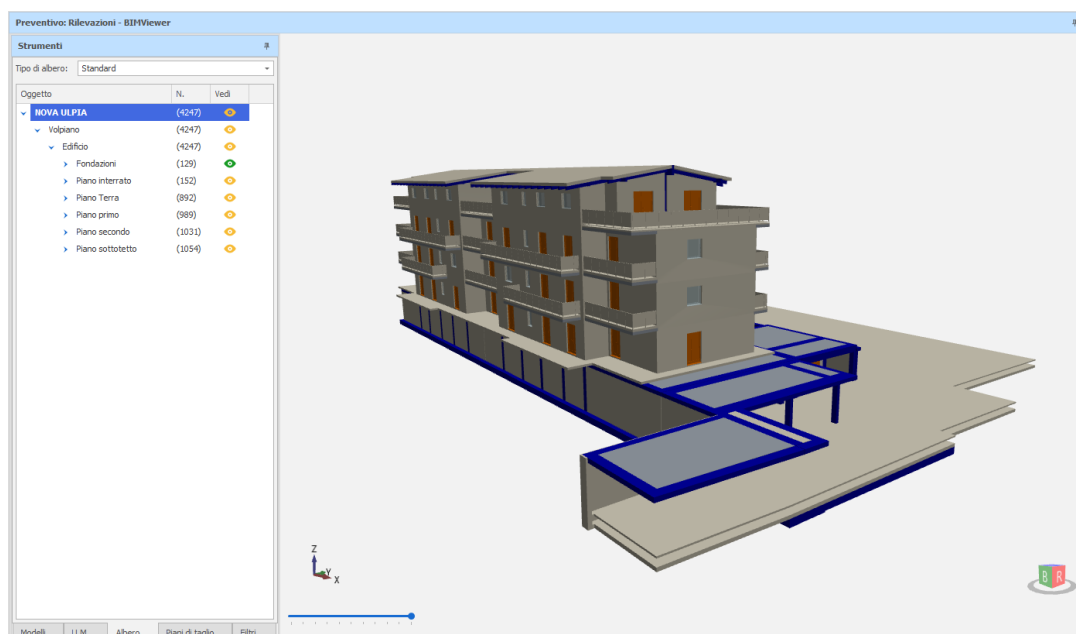 Preventivo: Rilevazioni - BIMViewer
Strumenti
Tipo di albero: Standard
Oggetto N. Vedi
NOVA ULPIA (4247)
Volpiano (4247)
Edificio (4247)
Fondazioni (129)
Piano interrato (152)
Piano Terra (892)
Piano primo (989)
Piano secondo (1031)
Piano sottotetto (1054)
Z
Y
X
B R
Modelli U.M. Albero Piani di taglio Filtri